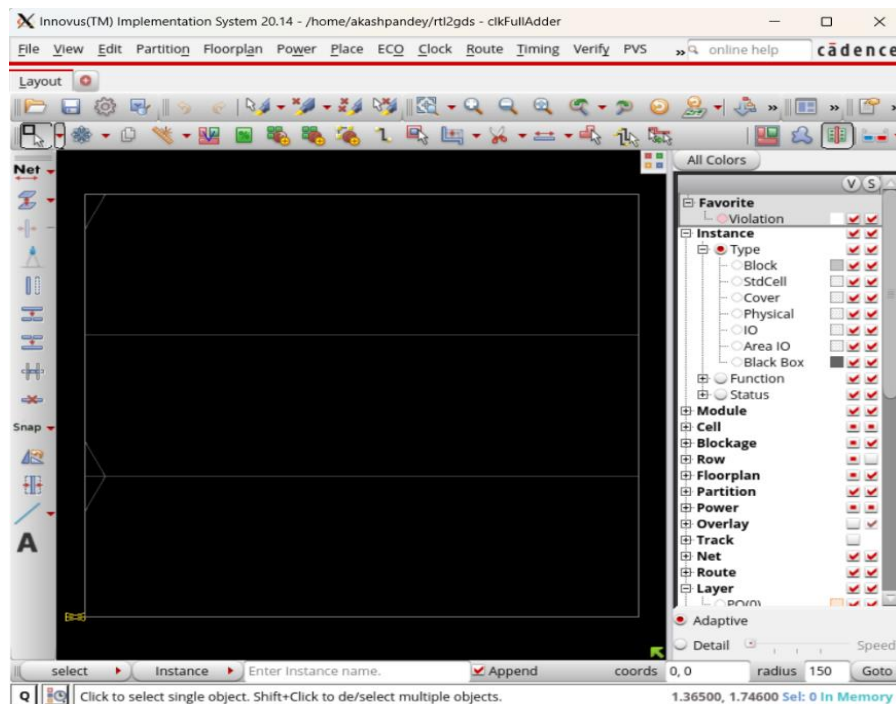 Innovus(TM) Implementation System 20.14 - /home/akashpandey/rtl2gds - clkFullAdder
File View Edit Partition Floorplan Power Place ECO Clock Route Timing Verify PVS » online help cādence
Layout
» » »
All Colors
Net
V S
Favorite
Violation
Instance
Type
Block
StdCell
Cover
Physical
IO
Area IO
Black Box
Function
Status
Module
Cell
Snap
Blockage
Row
Floorplan
Partition
Power
Overlay
A
Track
Net
Route
Layer
PO(0)
Adaptive
Detail Speed
select Instance Enter Instance name. Append coords 0, 0 radius 150 Goto
Q Click to select single object. Shift+Click to de/select multiple objects. 1.36500, 1.74600 Sel: 0 In Memory